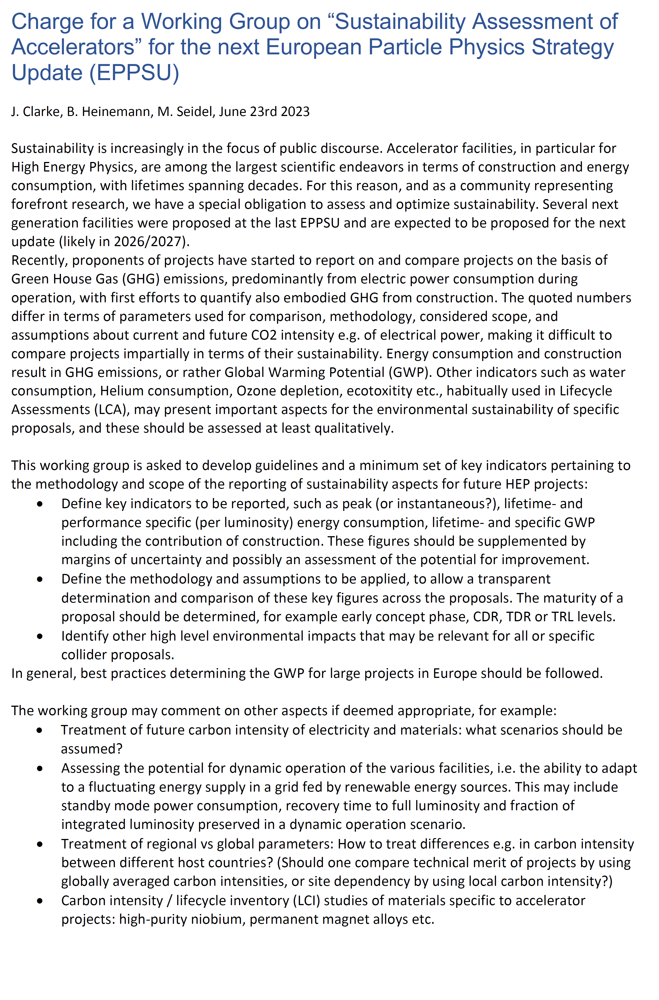 Charge for a Working Group on “Sustainability Assessment of
Accelerators” for the next European Particle Physics Strategy
Update (EPPSU)
J. Clarke, B. Heinemann, M. Seidel, June 23rd 2023
Sustainability is increasingly in the focus of public discourse. Accelerator facilities, in particular for
High Energy Physics, are among the largest scientific endeavors in terms of construction and energy
consumption, with lifetimes spanning decades. For this reason, and as a community representing
forefront research, we have a special obligation to assess and optimize sustainability. Several next
generation facilities were proposed at the last EPPSU and are expected to be proposed for the next
update (likely in 2026/2027).
Recently, proponents of projects have started to report on and compare projects on the basis of
Green House Gas (GHG) emissions, predominantly from electric power consumption during
operation, with first efforts to quantify also embodied GHG from construction. The quoted numbers
differ in terms of parameters used for comparison, methodology, considered scope, and
assumptions about current and future CO2 intensity e.g. of electrical power, making it difficult to
compare projects impartially in terms of their sustainability. Energy consumption and construction
result in GHG emissions, or rather Global Warming Potential (GWP). Other indicators such as water
consumption, Helium consumption, Ozone depletion, ecotoxitity etc., habitually used in Lifecycle
Assessments (LCA), may present important aspects for the environmental sustainability of specific
proposals, and these should be assessed at least qualitatively.
This working group is asked to develop guidelines and a minimum set of key indicators pertaining to
the methodology and scope of the reporting of sustainability aspects for future HEP projects:
• Define key indicators to be reported, such as peak (or instantaneous?), lifetime- and
performance specific (per luminosity) energy consumption, lifetime- and specific GWP
including the contribution of construction. These figures should be supplemented by
margins of uncertainty and possibly an assessment of the potential for improvement.
• Define the methodology and assumptions to be applied, to allow a transparent
determination and comparison of these key figures across the proposals. The maturity of a
proposal should be determined, for example early concept phase, CDR, TDR or TRL levels.
• Identify other high level environmental impacts that may be relevant for all or specific
collider proposals.
In general, best practices determining the GWP for large projects in Europe should be followed.
The working group may comment on other aspects if deemed appropriate, for example:
• Treatment of future carbon intensity of electricity and materials: what scenarios should be
assumed?
• Assessing the potential for dynamic operation of the various facilities, i.e. the ability to adapt
to a fluctuating energy supply in a grid fed by renewable energy sources. This may include
standby mode power consumption, recovery time to full luminosity and fraction of
integrated luminosity preserved in a dynamic operation scenario.
• Treatment of regional vs global parameters: How to treat differences e.g. in carbon intensity
between different host countries? (Should one compare technical merit of projects by using
globally averaged carbon intensities, or site dependency by using local carbon intensity?)
• Carbon intensity / lifecycle inventory (LCI) studies of materials specific to accelerator
projects: high-purity niobium, permanent magnet alloys etc.